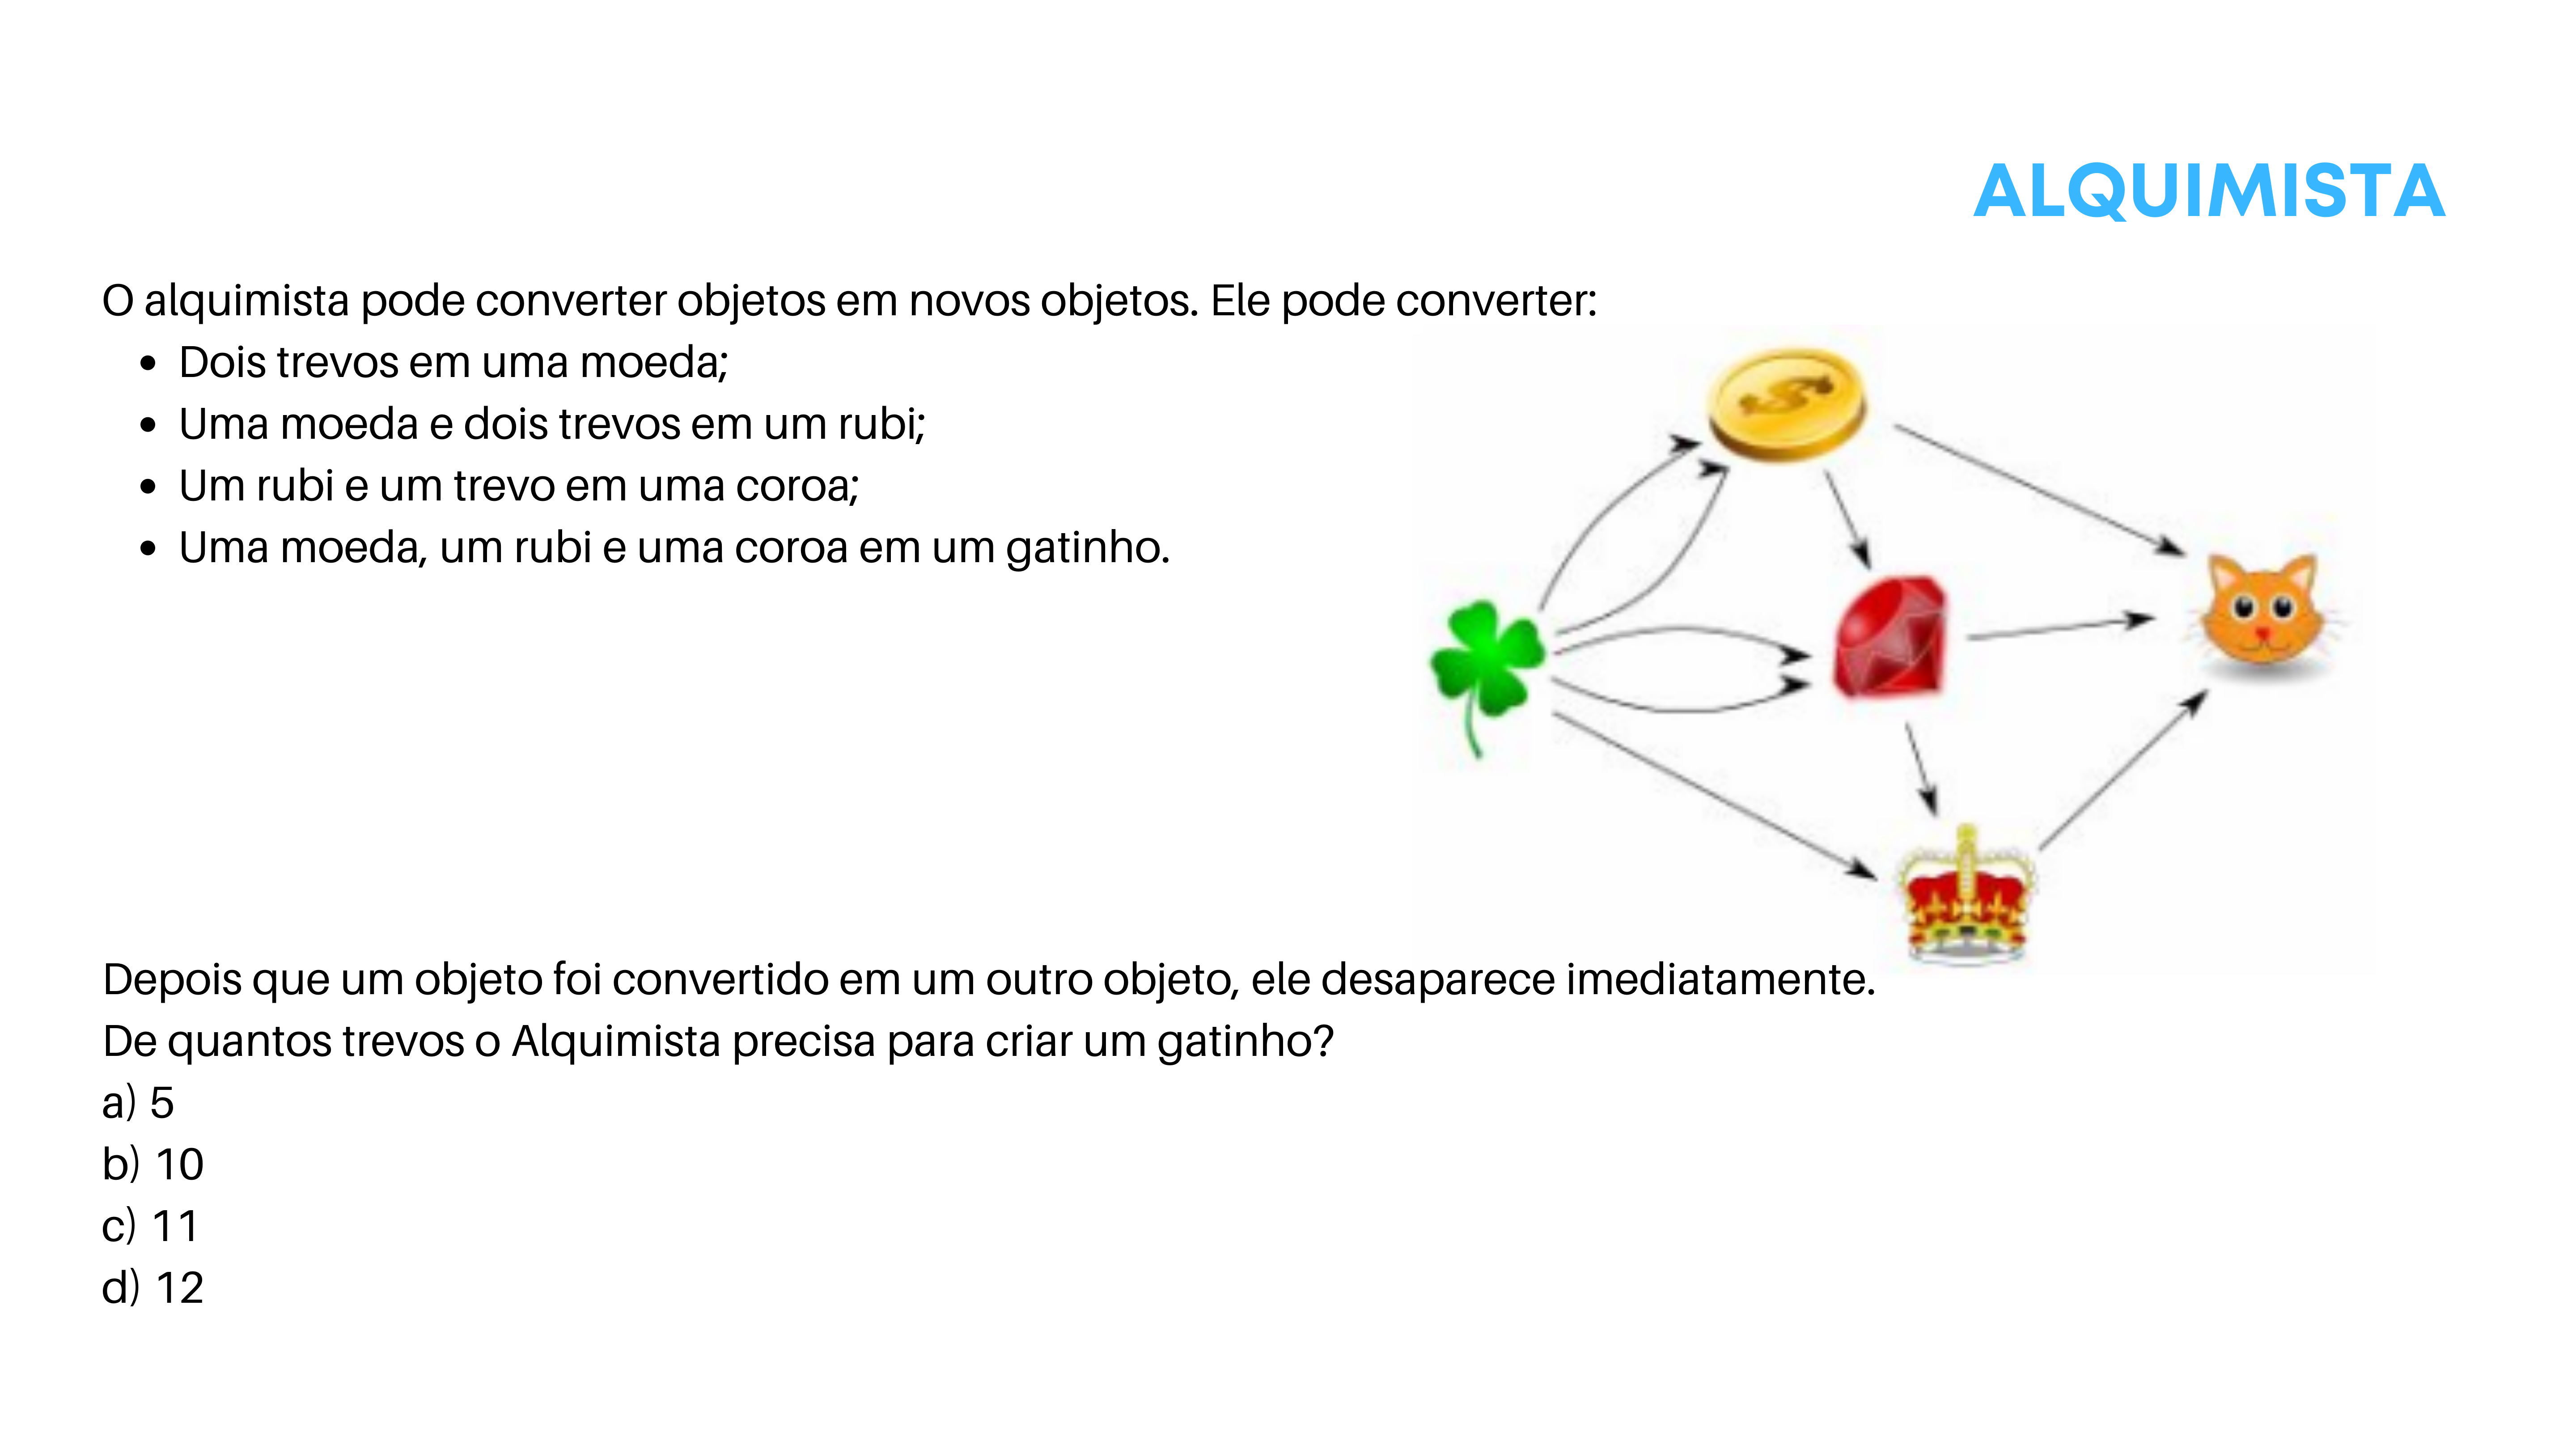 ALQUIMISTA
O alquimista pode converter objetos em novos objetos. Ele pode converter:
• Dois trevos em uma moeda;
• Uma moeda e dois trevos em um rubi;
• Um rubi e um trevo em uma coroa;
• Uma moeda, um rubi e uma coroa em um gatinho.
$
Depois que um objeto foi convertido em um outro objeto, ele desaparece imediatamente.
De quantos trevos o Alquimista precisa para criar um gatinho?
a) 5
b) 10
c) 11
d) 12